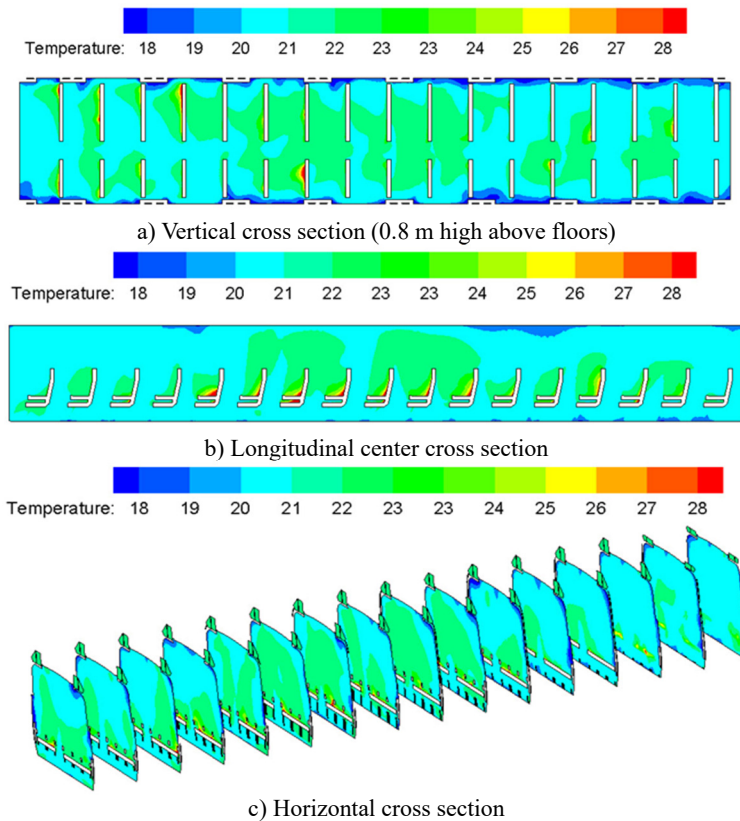 Temperature: 18 19 20 21 22 23 23 24 25 26 27 28
a) Vertical cross section (0.8 m high above floors)
Temperature: 18 19 20 21 22 23 23 24 25 26 27 28
b) Longitudinal center cross section
Temperature: 18 19 20 21 22 23 23 24 25 26 27 28
c) Horizontal cross section